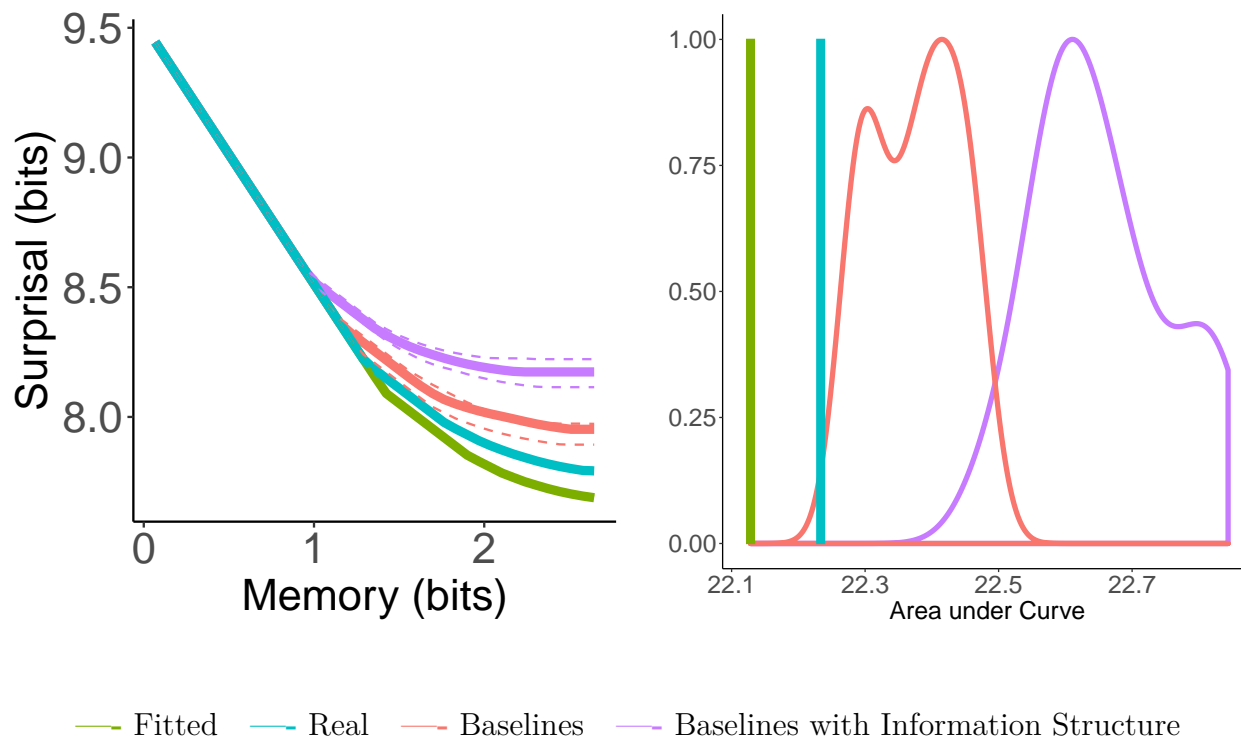 9.5
9.0
8.5
8.0
Surprisal (bits)
0 1 2
Memory (bits)
1.00
0.75
0.50
0.25
0.00
22.1 22.3 22.5 22.7
Area under Curve
Fitted Real Baselines Baselines with Information Structure